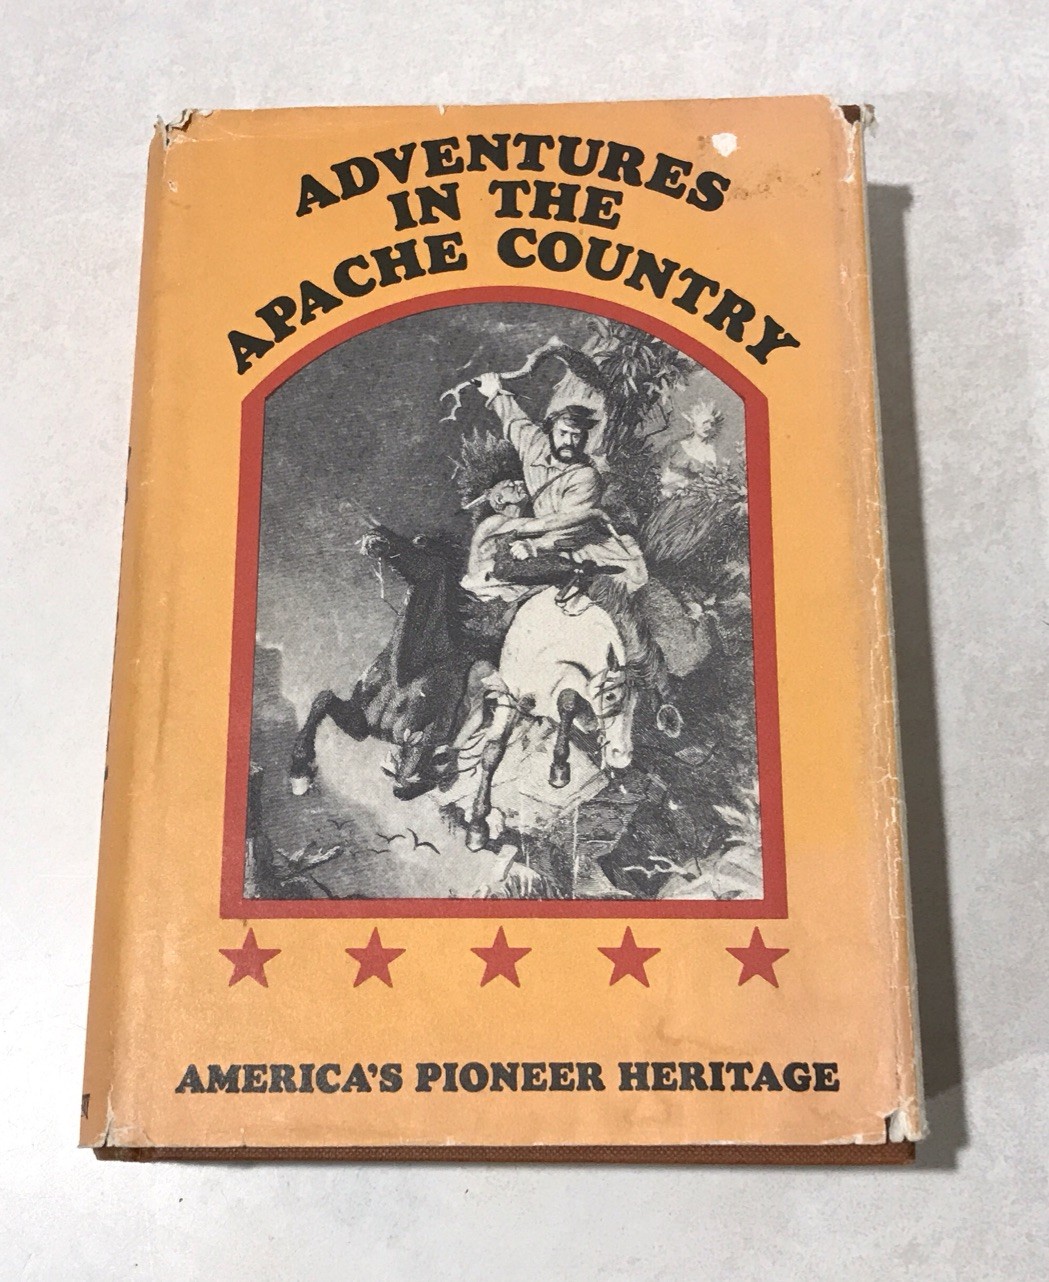 ADVENTURES
IN THE
APACHE COUNTRY
AMERICA'S PIONEER HERITAGE